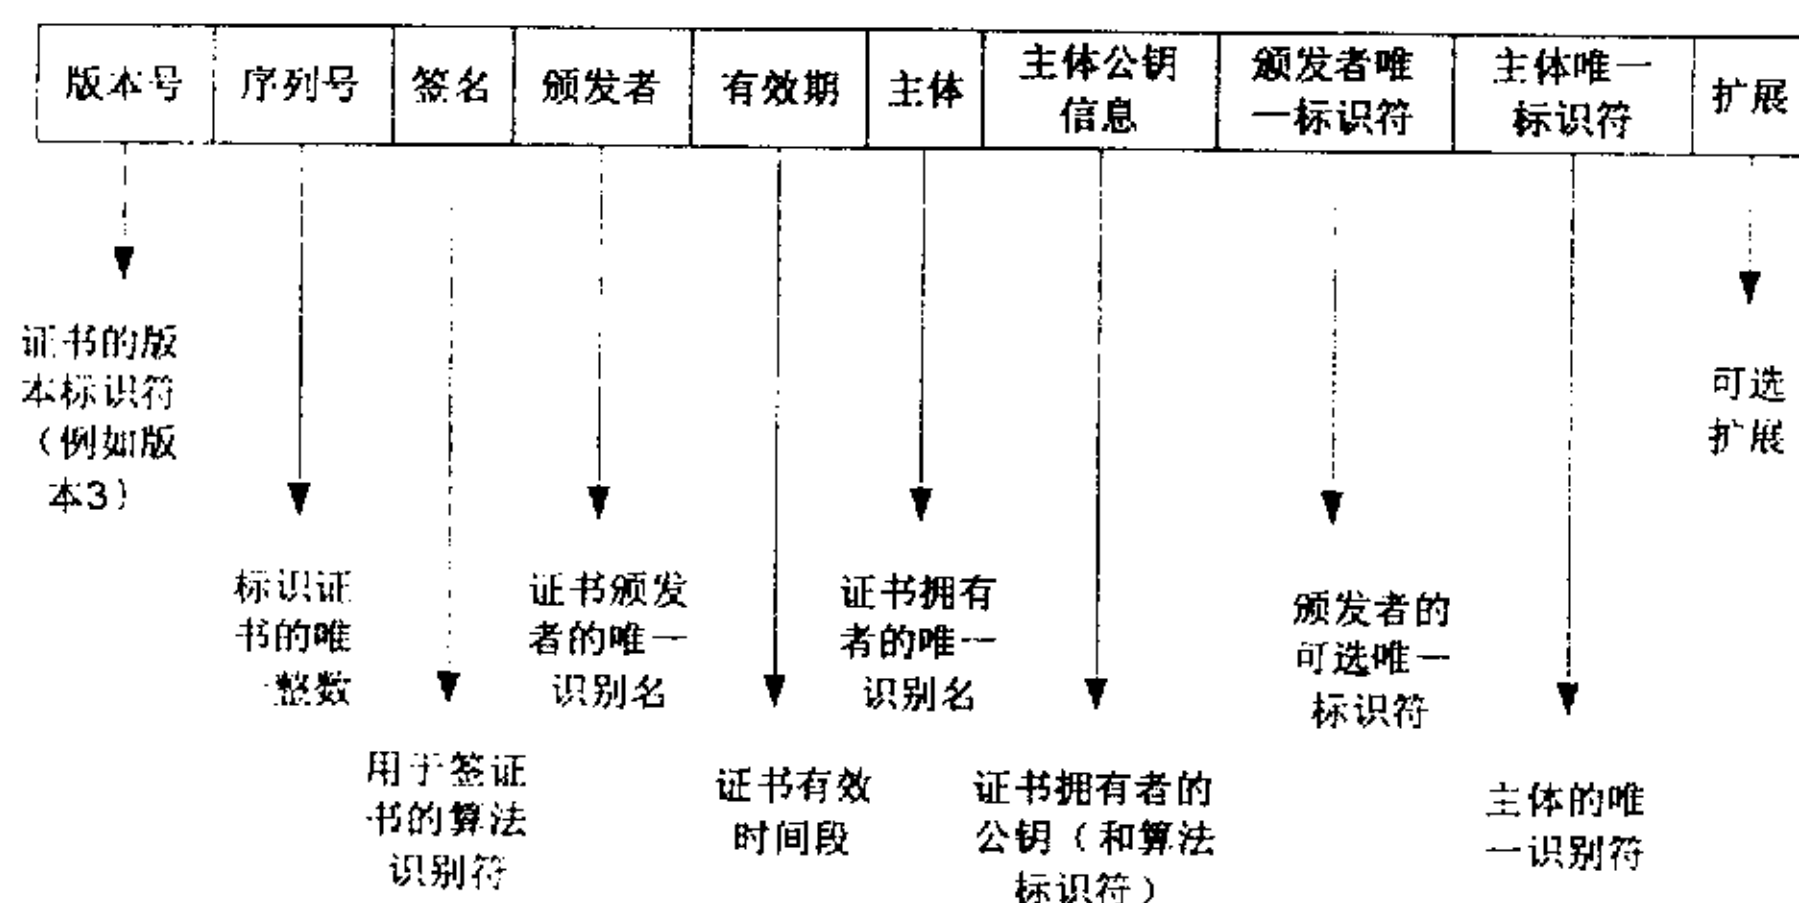 版本号
序列号
签名
颁发者
有效期
主体
主体公钥
信息
颁发者唯
一标识符
主体唯一
标识符
扩展
证书的版
本标识符
（例如版
本3）
标识证
书的唯
一整数
用于签证
书的算法
识别符
证书颁发
者的唯一
识别名
证书有效
时间段
证书拥有
者的唯一
识别名
证书拥有者的
公钥（和算法
标识符）
颁发者的
可选唯一
标识符
主体的唯
一识别符
可选
扩展